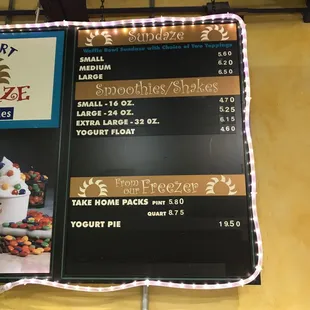 Sundaze
Waffle Bowl Sundaze with Choice of Two Toppings
SMALL 5.60
MEDIUM 6.20
LARGE 6.50
Smoothies/Shakes
SMALL - 16 OZ. 4.70
LARGE - 24 OZ. 5.25
EXTRA LARGE - 32 OZ. 6.15
YOGURT FLOAT 4.60
From our Freezer
TAKE HOME PACKS PINT 5.80
QUART 8.75
YOGURT PIE 19.50